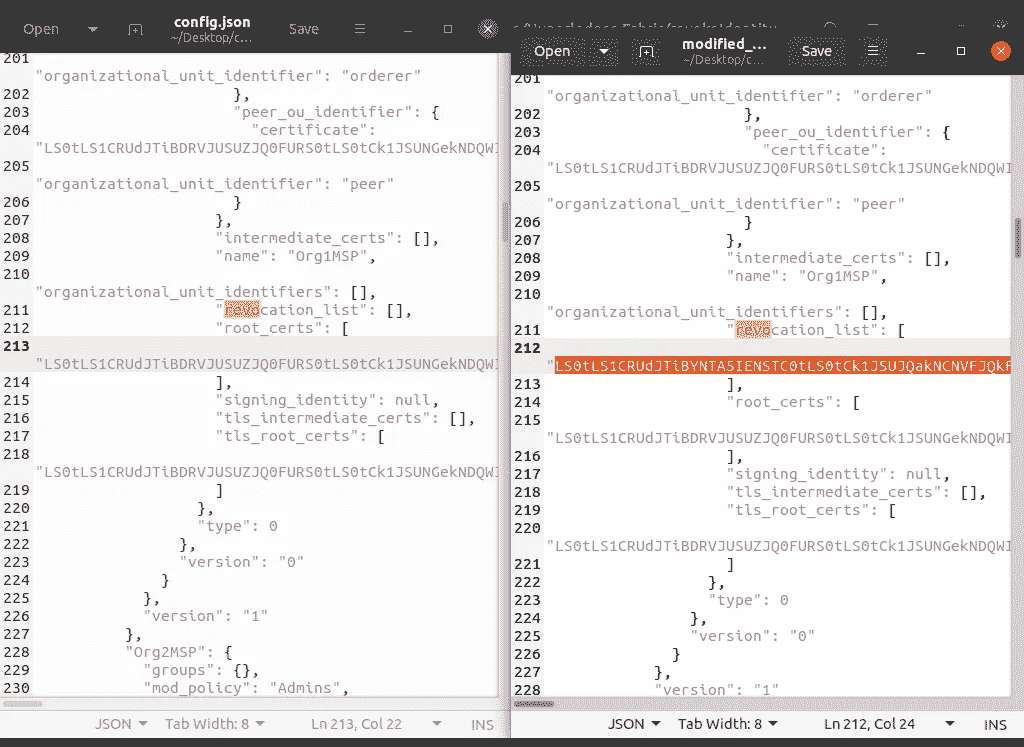 Open
config.json
~/Desktop/c...
Save
201
"organizational_unit_identifier": "orderer"
202 },
203 "peer_ou_identifier": {
204 "certificate":
"LS0tLS1CRUdJTiBDRVJUSUZJQ0FURS0tLS0tCk1JSUNGekNDQWI
205
"organizational_unit_identifier": "peer"
206 }
207 },
208 "intermediate_certs": [],
209 "name": "Org1MSP",
210
"organizational_unit_identifiers": [],
211 "revocation_list": [],
212 "root_certs": [
213
"LS0tLS1CRUdJTiBDRVJUSUZJQ0FURS0tLS0tCk1JSUNGekNDQWI
214 ],
215 "signing_identity": null,
216 "tls_intermediate_certs": [],
217 "tls_root_certs": [
218
"LS0tLS1CRUdJTiBDRVJUSUZJQ0FURS0tLS0tCk1JSUNGekNDQWI
219 ]
220 },
221 "type": 0
222 },
223 "version": "0"
224 }
225 },
226 "version": "1"
227 },
228 "Org2MSP": {
229 "groups": {},
230 "mod_policy": "Admins",
JSON Tab Width: 8 Ln 213, Col 22 INS
Open
modified_...
~/Desktop/c...
Save
201
"organizational_unit_identifier": "orderer"
202 },
203 "peer_ou_identifier": {
204 "certificate":
"LS0tLS1CRUdJTiBDRVJUSUZJQ0FURS0tLS0tCk1JSUNGekNDQWI
205
"organizational_unit_identifier": "peer"
206 }
207 },
208 "intermediate_certs": [],
209 "name": "Org1MSP",
210
"organizational_unit_identifiers": [],
211 "revocation_list": [
212
"LS0tLS1CRUdJTiBYNTA5IENSTC0tLS0tCk1JSUJQakNCNVFJQkF
213 ],
214 "root_certs": [
215
"LS0tLS1CRUdJTiBDRVJUSUZJQ0FURS0tLS0tCk1JSUNGekNDQWI
216 ],
217 "signing_identity": null,
218 "tls_intermediate_certs": [],
219 "tls_root_certs": [
220
"LS0tLS1CRUdJTiBDRVJUSUZJQ0FURS0tLS0tCk1JSUNGekNDQWI
221 ]
222 },
223 "type": 0
224 },
225 "version": "0"
226 }
227 },
228 "version": "1"
JSON Tab Width: 8 Ln 212, Col 24 INS